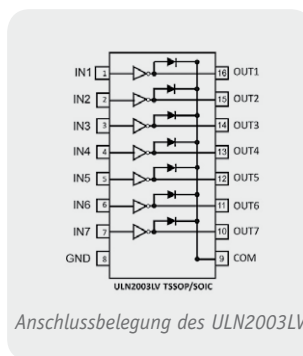 IN1 1 16 OUT1
IN2 2 15 OUT2
IN3 3 14 OUT3
IN4 4 13 OUT4
IN5 5 12 OUT5
IN6 6 11 OUT6
IN7 7 10 OUT7
GND 8 9 COM
ULN2003LV TSSOP/SOIC
Anschlussbelegung des ULN2003LV